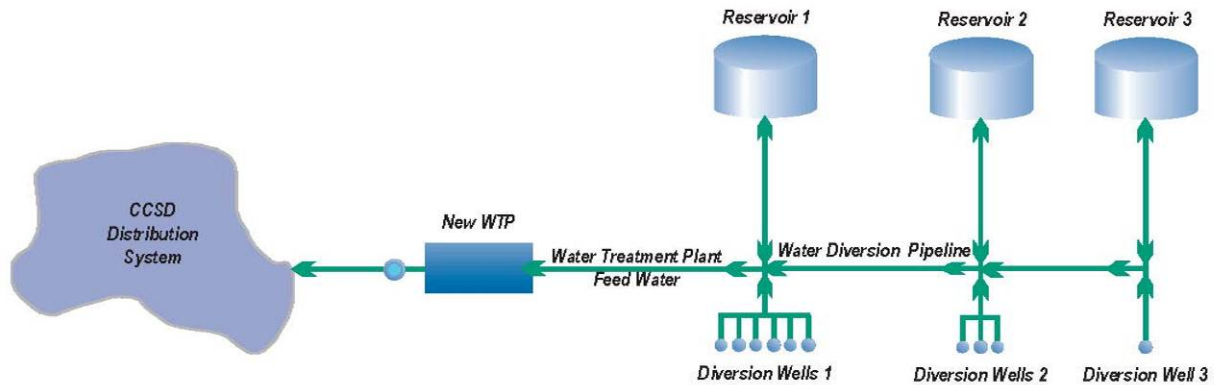 Reservoir 1
Reservoir 2
Reservoir 3
CCSD
Distribution
System
New WTP
Water Treatment Plant
Feed Water
Water Diversion Pipeline
Diversion Wells 1
Diversion Wells 2
Diversion Well 3